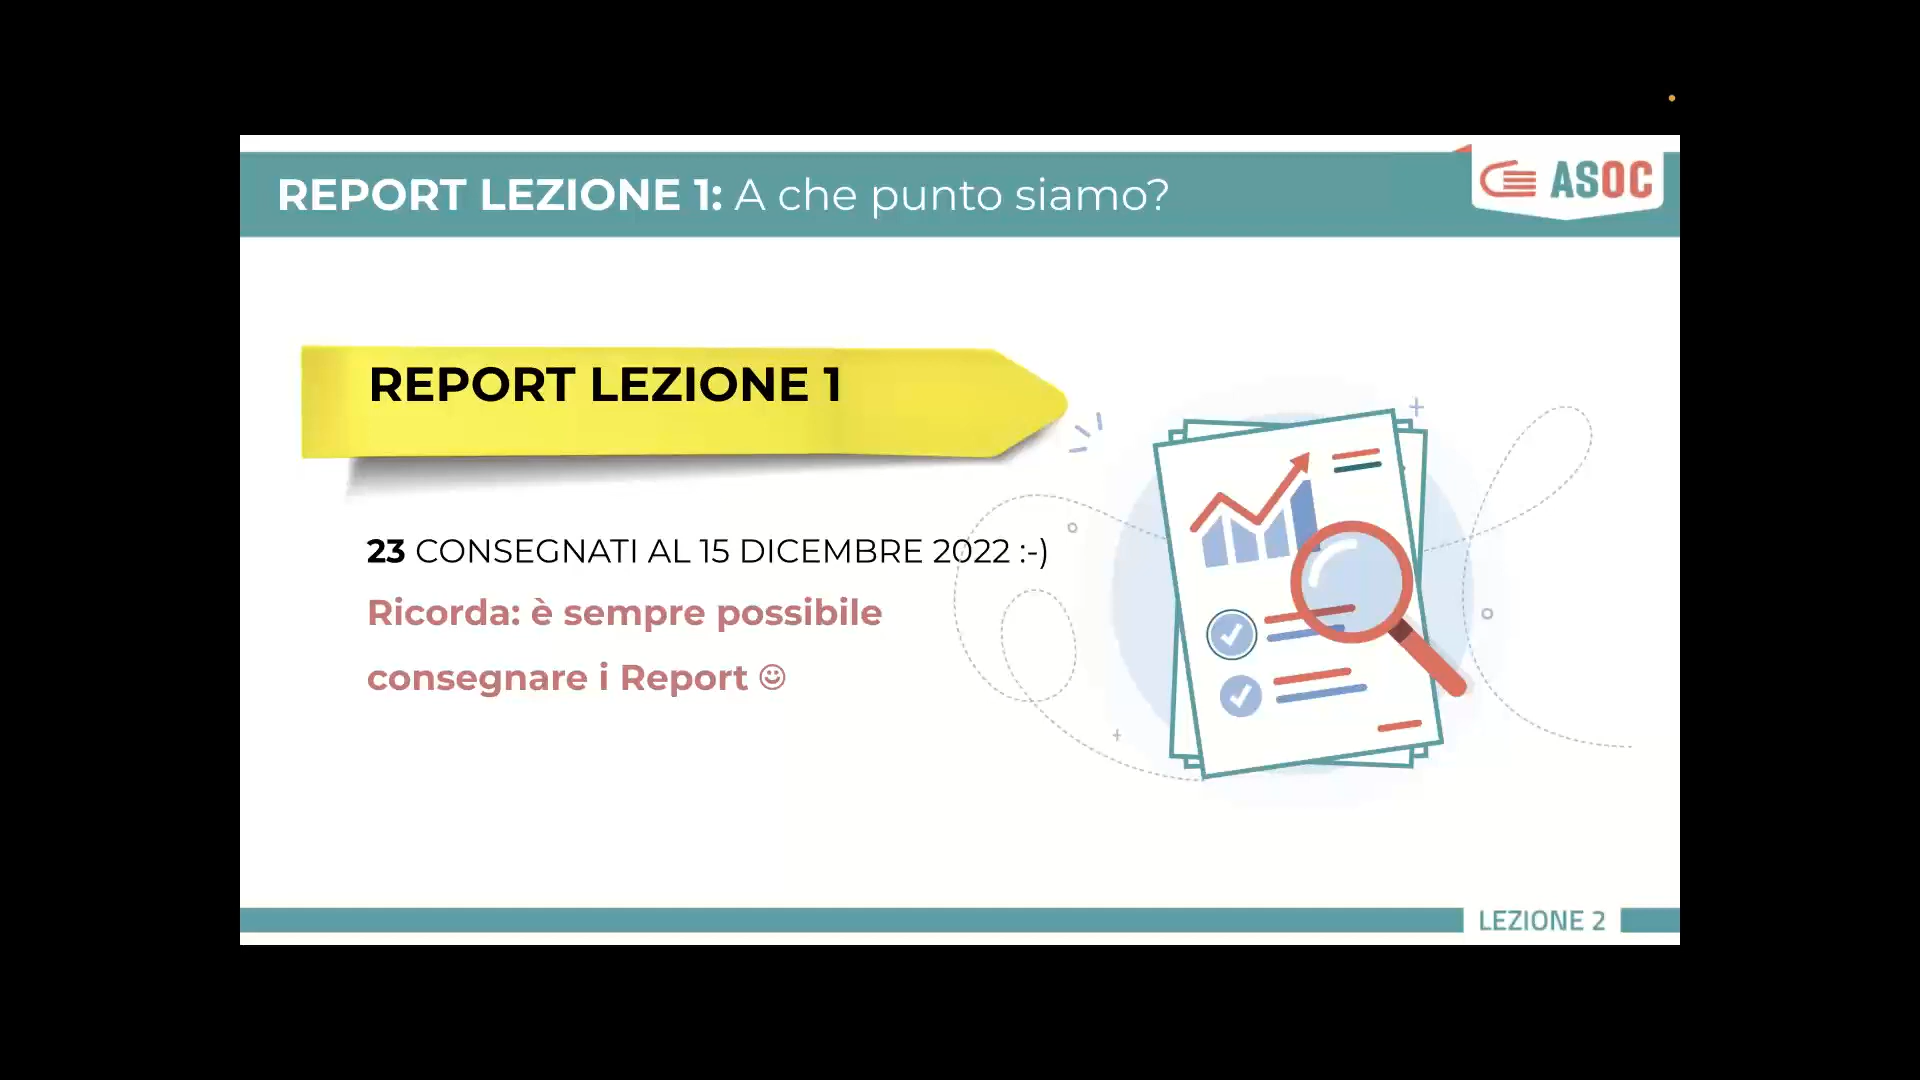 REPORT LEZIONE 1: A che punto siamo?
ASOC
REPORT LEZIONE 1
23 CONSEGNATI AL 15 DICEMBRE 2022 :-)
Ricorda: è sempre possibile
consegnare i Report ☺
LEZIONE 2